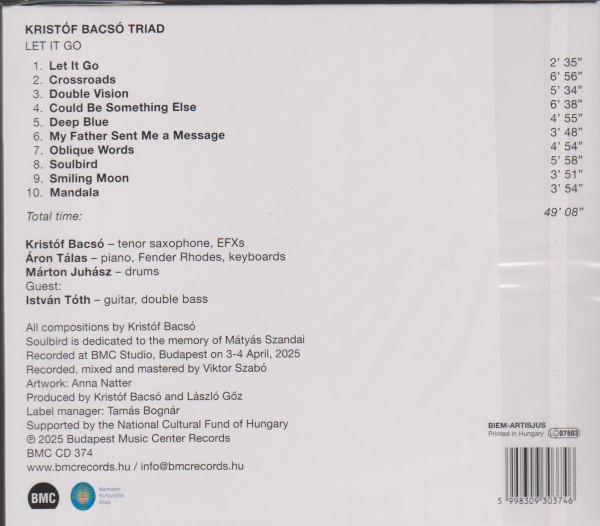 KRISTÓF BACSÓ TRIAD
LET IT GO
1. Let It Go 2' 35"
2. Crossroads 6' 56"
3. Double Vision 5' 34"
4. Could Be Something Else 6' 38"
5. Deep Blue 4' 55"
6. My Father Sent Me a Message 3' 48"
7. Oblique Words 4' 54"
8. Soulbird 5' 58"
9. Smiling Moon 3' 51"
10. Mandala 3' 54"
Total time: 49' 08"
Kristóf Bacsó – tenor saxophone, EFXs
Áron Tálas – piano, Fender Rhodes, keyboards
Márton Juhász – drums
Guest:
István Tóth – guitar, double bass
All compositions by Kristóf Bacsó
Soulbird is dedicated to the memory of Mátyás Szandai
Recorded at BMC Studio, Budapest on 3-4 April, 2025
Recorded, mixed and mastered by Viktor Szabó
Artwork: Anna Natter
Produced by Kristóf Bacsó and László Gőz
Label manager: Tamás Bognár
Supported by the National Cultural Fund of Hungary
℗ 2025 Budapest Music Center Records
BMC CD 374
www.bmcrecords.hu / info@bmcrecords.hu
BMC
Nemzeti
Kulturális
Alap
BIEM-ARTISJUS
Printed in Hungary LC 07503
5 998309 303746